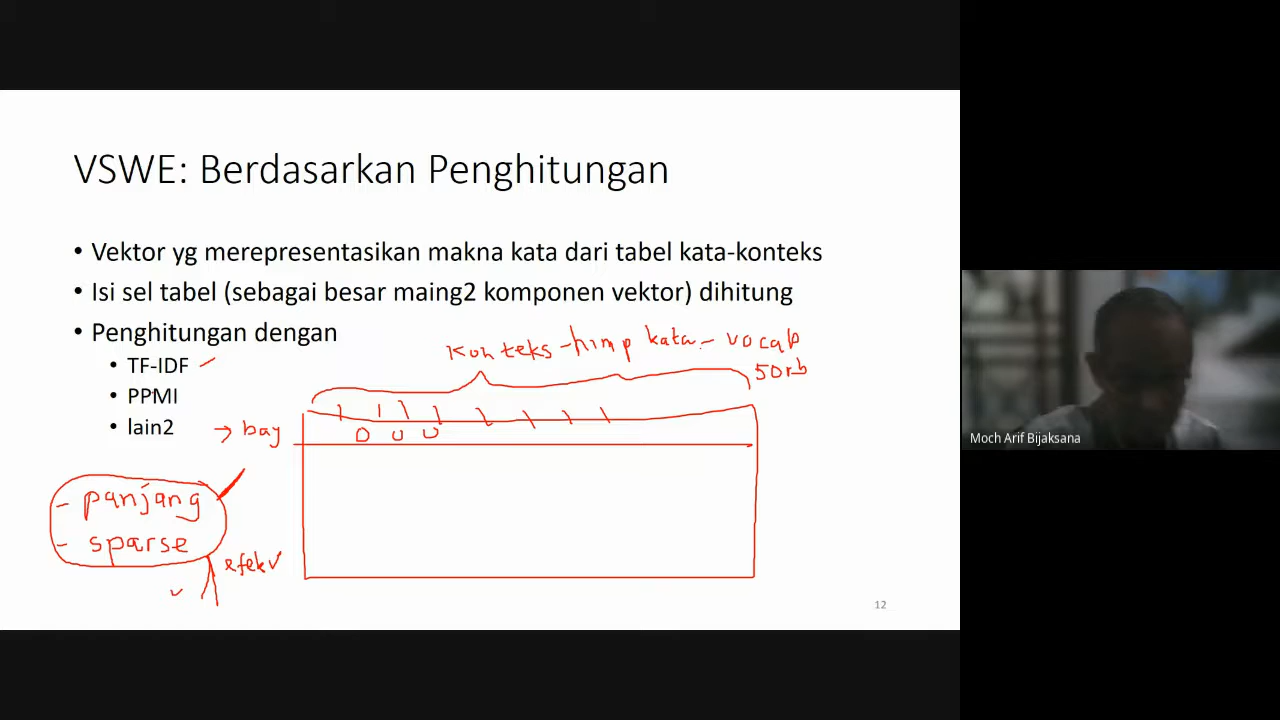 VSWE: Berdasarkan Penghitungan
• Vektor yg merepresentasikan makna kata dari tabel kata-konteks
• Isi sel tabel (sebagai besar maing2 komponen vektor) dihitung
• Penghitungan dengan
• TF-IDF
• PPMI
• lain2
Konteks - himp kata - vocab
50rb
→ bay
- panjang
- sparse
12
Moch Arif Bijaksana